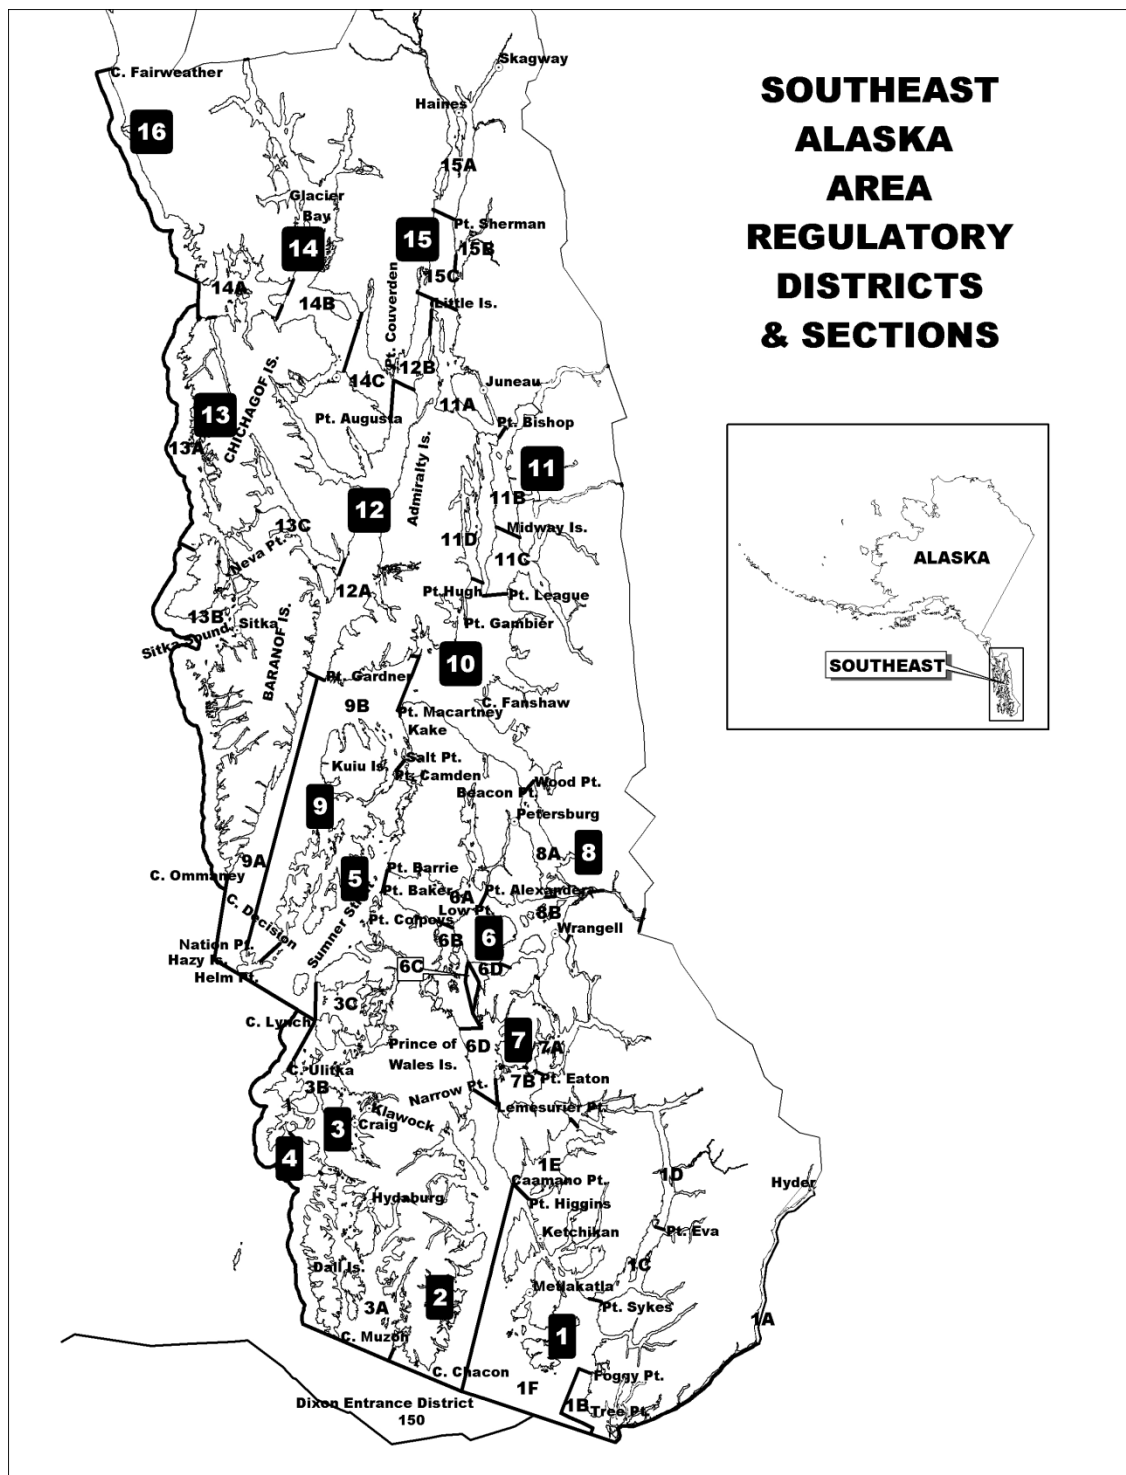 SOUTHEAST
ALASKA
AREA
REGULATORY
DISTRICTS
& SECTIONS
Skagway
C. Fairweather
Haines
16
15A
Glacier
Bay
Pt. Sherman
14
15
15B
15C
14A
14B
Pt. Couverden
Little Is.
12B
14C
Juneau
CHICHAGOF IS.
11A
13
Pt. Augusta
Pt. Bishop
13A
Admiralty Is.
11
11B
12
13C
Midway Is.
11D
Neva Pt.
11C
12A
Pt.Hugh
Pt. League
13B
Sitka
Pt. Gambier
Sitka Sound
BARANOF IS.
10
Pt. Gardner
9B
C. Fanshaw
Pt. Macartney
Kake
Salt Pt.
Kuiu Is.
Pt. Camden
Wood Pt.
Beacon Pt.
9
Petersburg
8A
8
9A
Pt. Barrie
C. Ommaney
5
Pt. Baker
6A
Pt. Alexander
Low Pt.
8B
C. Decision
Pt. Colpoys
Wrangell
Sumner Strait
6B
6
Nation Pt.
Hazy Is.
6C
6D
Helm Pt.
3C
C. Lynch
Prince of
Wales Is.
6D
7
7A
C. Ulitka
3B
7B
Pt. Eaton
Narrow Pt.
Lemesurier Pt.
Klawock
3
Craig
4
1E
1D
Caamano Pt.
Hyder
Hydaburg
Pt. Higgins
Ketchikan
Pt. Eva
Dall Is.
1C
Metlakatla
2
3A
Pt. Sykes
1A
C. Muzon
1
C. Chacon
Foggy Pt.
1F
Dixon Entrance District
150
1B
Tree Pt.
ALASKA
SOUTHEAST